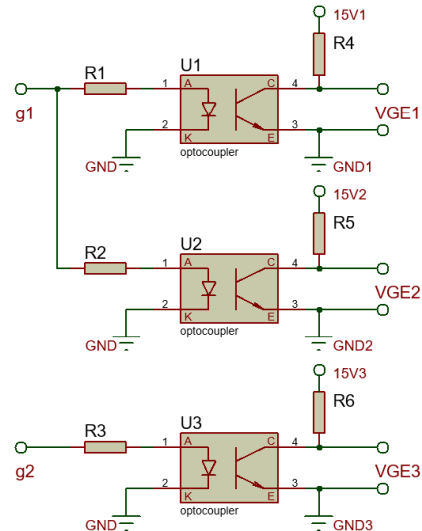 15V1
R4
U1
R1
1 A C 4
g1
VGE1
2 K E 3
GND optocoupler GND1
15V2
R5
U2
R2
1 A C 4
VGE2
2 K E 3
GND optocoupler GND2
15V3
R6
U3
R3
1 A C 4
g2
VGE3
2 K E 3
GND optocoupler GND3